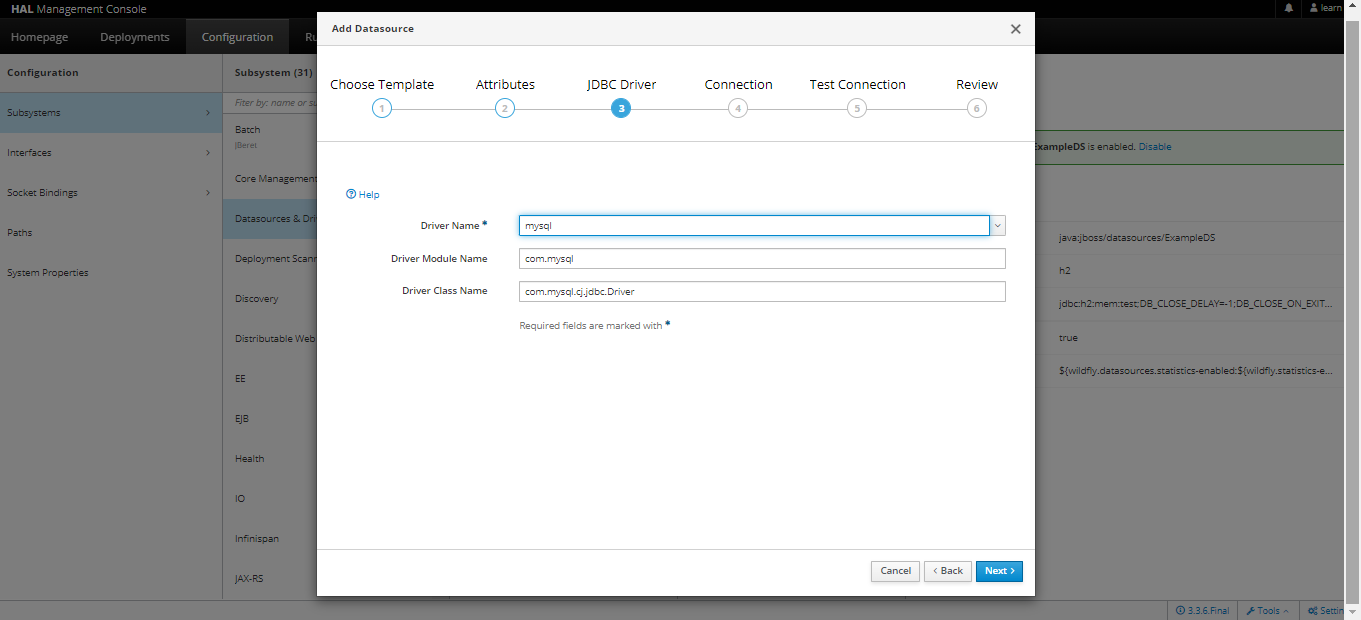 HAL Management Console
learn
Homepage
Deployments
Configuration
Ru
Configuration
Subsystems
Interfaces
Socket Bindings
Paths
System Properties
Subsystem (31)
Filter by: name or su
Batch
JBeret
Core Management
Datasources & Dri
Deployment Scann
Discovery
Distributable Web
EE
EJB
Health
IO
Infinispan
JAX-RS
Add Datasource
Choose Template
Attributes
JDBC Driver
Connection
Test Connection
Review
1
2
3
4
5
6
Help
Driver Name *
mysql
Driver Module Name
com.mysql
Driver Class Name
com.mysql.cj.jdbc.Driver
Required fields are marked with *
Cancel
< Back
Next >
ExampleDS is enabled. Disable
java:jboss/datasources/ExampleDS
h2
jdbc:h2:mem:test;DB_CLOSE_DELAY=-1;DB_CLOSE_ON_EXIT...
true
${wildfly.datasources.statistics-enabled:${wildfly.statistics-e...
3.3.6.Final
Tools
Settin